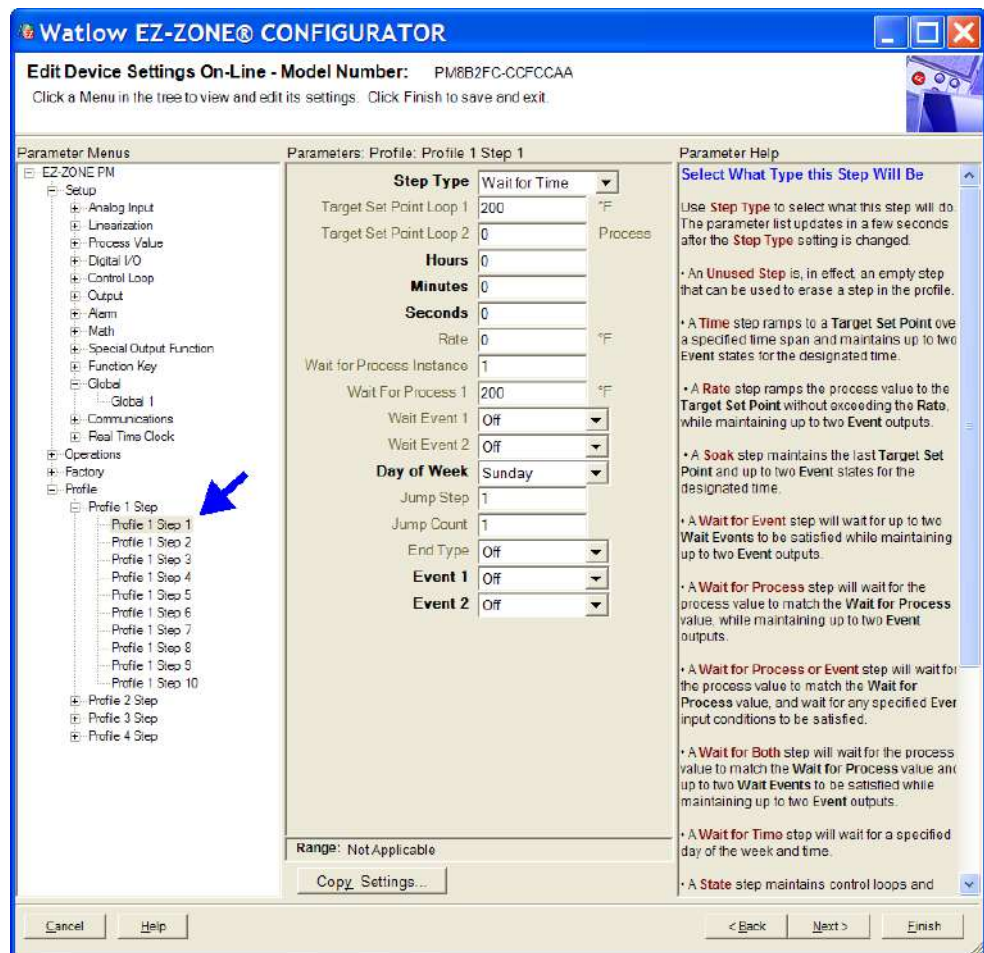 Watlow EZ-ZONE® CONFIGURATOR
Edit Device Settings On-Line - Model Number: PM8B2FC-CCFCCAA
Click a Menu in the tree to view and edit its settings. Click Finish to save and exit.
Parameter Menus
EZ-ZONE PM
Setup
Analog Input
Linearization
Process Value
Digital I/O
Control Loop
Output
Alarm
Math
Special Output Function
Function Key
Global
Global 1
Communications
Real Time Clock
Operations
Factory
Profile
Profile 1 Step
Profile 1 Step 1
Profile 1 Step 2
Profile 1 Step 3
Profile 1 Step 4
Profile 1 Step 5
Profile 1 Step 6
Profile 1 Step 7
Profile 1 Step 8
Profile 1 Step 9
Profile 1 Step 10
Profile 2 Step
Profile 3 Step
Profile 4 Step
Parameters: Profile: Profile 1 Step 1
Step Type Wait for Time
Target Set Point Loop 1 200 °F
Target Set Point Loop 2 0 Process
Hours 0
Minutes 0
Seconds 0
Rate 0 °F
Wait for Process Instance 1
Wait For Process 1 200 °F
Wait Event 1 Off
Wait Event 2 Off
Day of Week Sunday
Jump Step 1
Jump Count 1
End Type Off
Event 1 Off
Event 2 Off
Range: Not Applicable
Copy Settings...
Parameter Help
Select What Type this Step Will Be
Use Step Type to select what this step will do.
The parameter list updates in a few seconds
after the Step Type setting is changed.
• An Unused Step is, in effect, an empty step
that can be used to erase a step in the profile.
• A Time step ramps to a Target Set Point ove
a specified time span and maintains up to two
Event states for the designated time.
• A Rate step ramps the process value to the
Target Set Point without exceeding the Rate,
while maintaining up to two Event outputs.
• A Soak step maintains the last Target Set
Point and up to two Event states for the
designated time.
• A Wait for Event step will wait for up to two
Wait Events to be satisfied while maintaining
up to two Event outputs.
• A Wait for Process step will wait for the
process value to match the Wait for Process
value, while maintaining up to two Event
outputs.
• A Wait for Process or Event step will wait for
the process value to match the Wait for
Process value, and wait for any specified Even
input conditions to be satisfied.
• A Wait for Both step will wait for the process
value to match the Wait for Process value and
up to two Wait Events to be satisfied while
maintaining up to two Event outputs.
• A Wait for Time step will wait for a specified
day of the week and time.
• A State step maintains control loops and
Cancel
Help
< Back
Next >
Finish